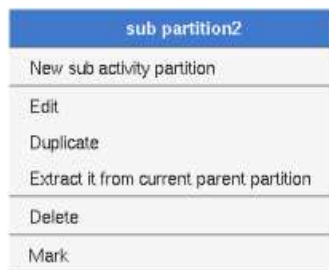 sub partition2
New sub activity partition
Edit
Duplicate
Extract it from current parent partition
Delete
Mark